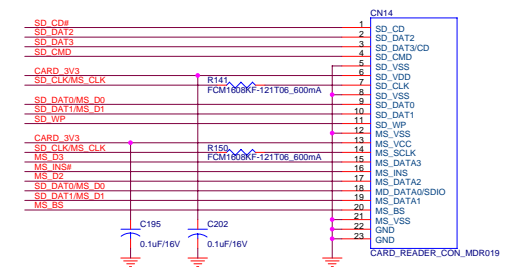 CN14
SD_CD# 1 SD_CD
SD_DAT2 2 SD_DAT2
SD_DAT3 3 SD_DAT3/CD
SD_CMD 4 SD_CMD
5 SD_VSS
CARD_3V3 6 SD_VDD
SD_CLK/MS_CLK R141 7 SD_CLK
FCM1608KF-121T06_600mA 8 SD_VSS
SD_DAT0/MS_D0 9 SD_DAT0
SD_DAT1/MS_D1 10 SD_DAT1
SD_WP 11 SD_WP
12 MS_VSS
CARD_3V3 13 MS_VCC
SD_CLK/MS_CLK R150 14 MS_SCLK
MS_D3 FCM1608KF-121T06_600mA 15 MS_DATA3
MS_INS# 16 MS_INS
MS_D2 17 MS_DATA2
SD_DAT0/MS_D0 18 MD_DATA0/SDIO
SD_DAT1/MS_D1 19 MS_DATA1
MS_BS 20 MS_BS
21 MS_VSS
22 GND
23 GND
C195 C202
0.1uF/16V 0.1uF/16V
CARD_READER_CON_MDR019